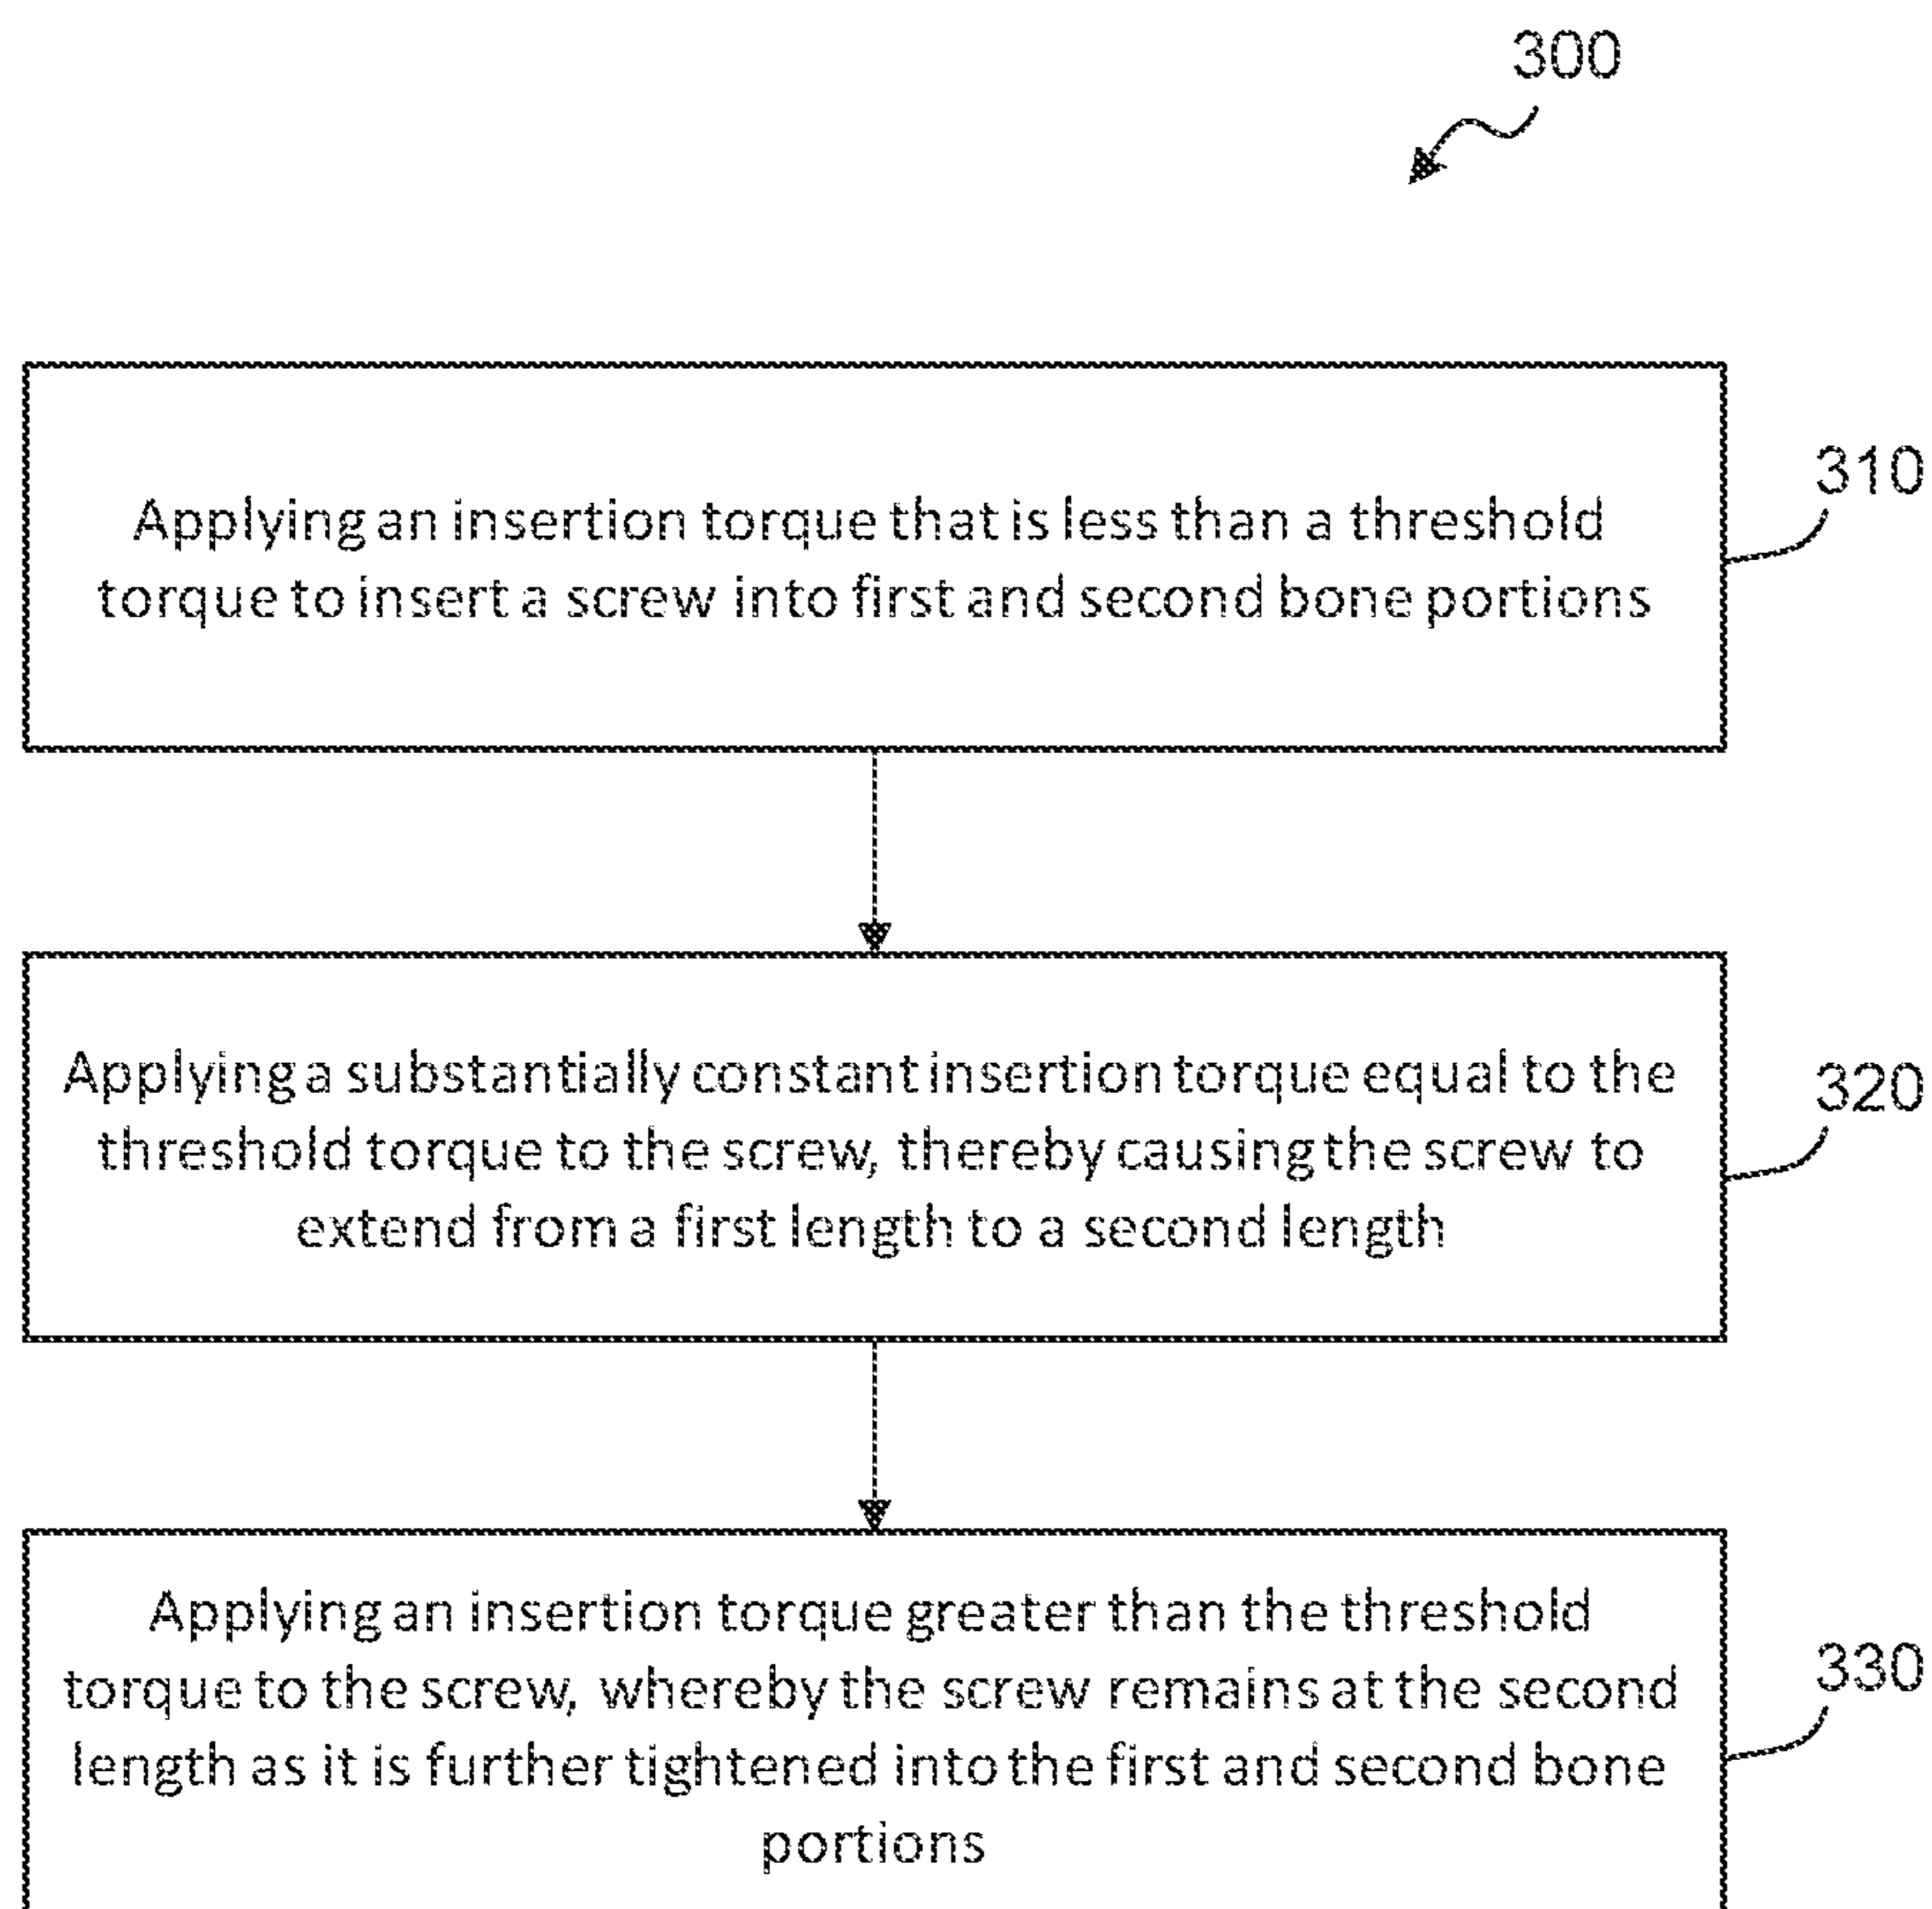 300
Applying an insertion torque that is less than a threshold
torque to insert a screw into first and second bone portions
310
Applying a substantially constant insertion torque equal to the
threshold torque to the screw, thereby causing the screw to
extend from a first length to a second length
320
Applying an insertion torque greater than the threshold
torque to the screw, whereby the screw remains at the second
length as it is further tightened into the first and second bone
portions
330